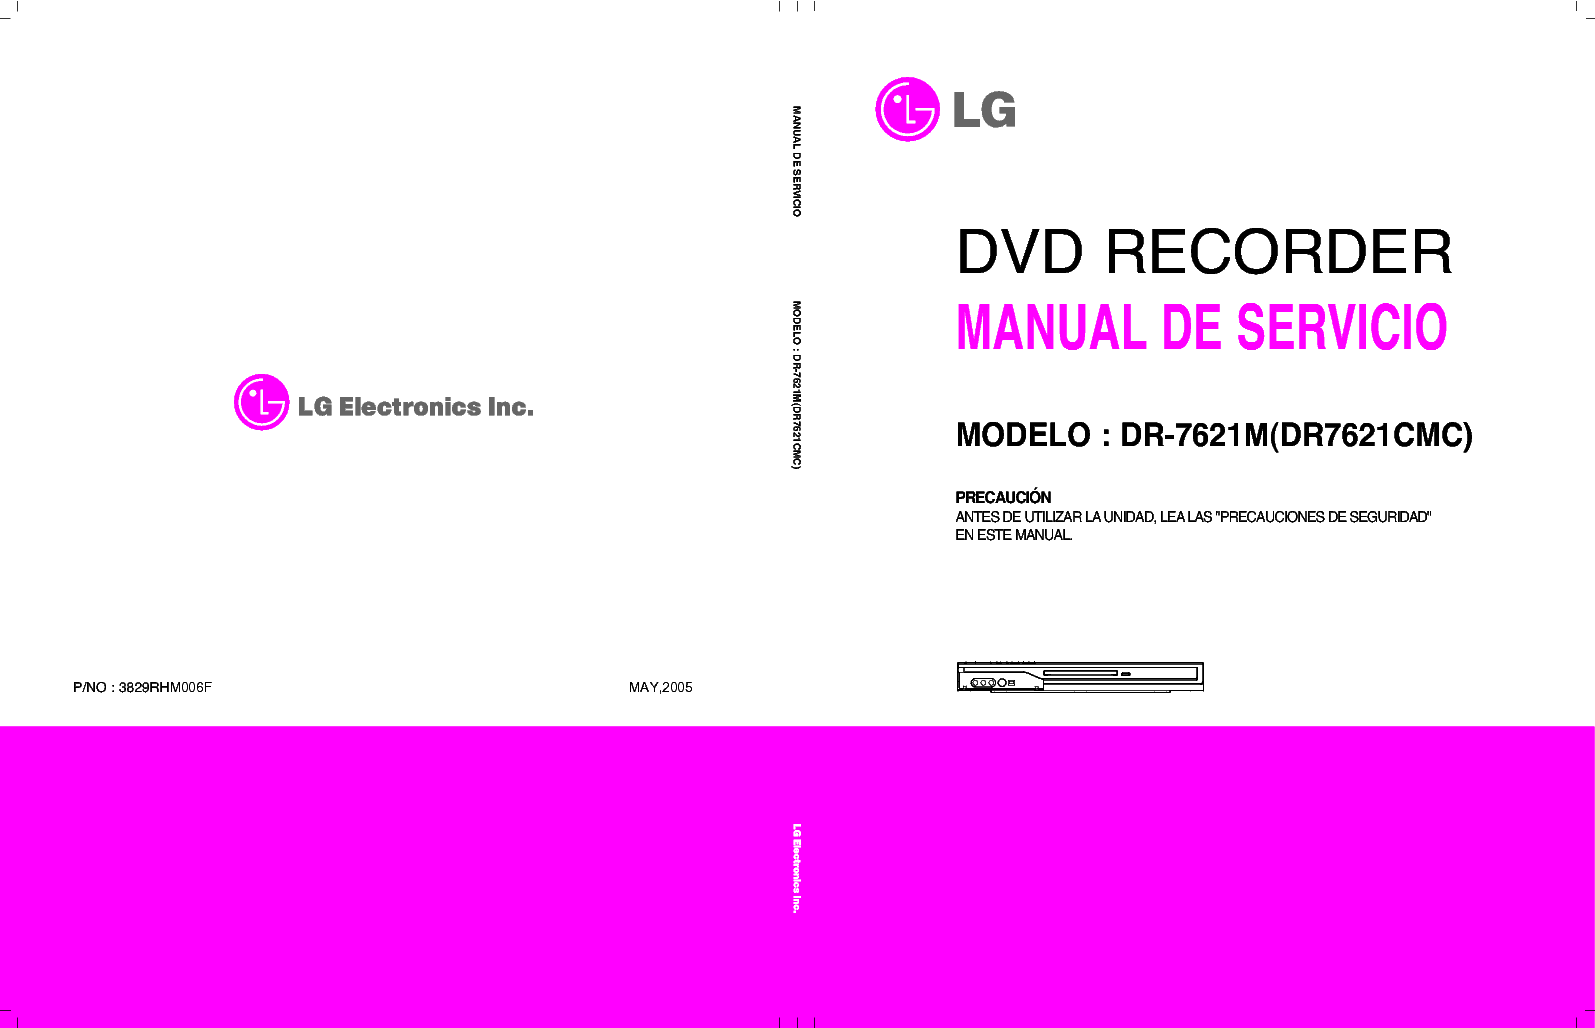 LG Electronics Inc.
P/NO : 3829RHM006F
MAY,2005
MANUAL DE SERVICIO
MODELO : DR-7621M(DR7621CMC)
LG Electronics Inc.
LG
DVD RECORDER
MANUAL DE SERVICIO
MODELO : DR-7621M(DR7621CMC)
PRECAUCIÓN
ANTES DE UTILIZAR LA UNIDAD, LEA LAS "PRECAUCIONES DE SEGURIDAD"
EN ESTE MANUAL.